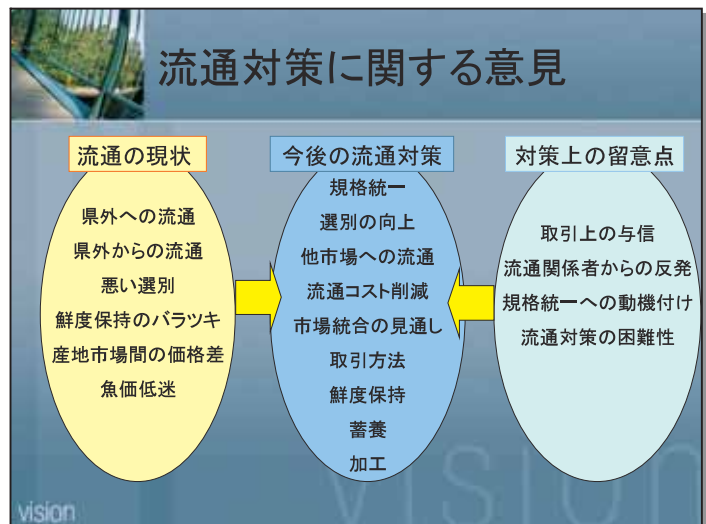 流通対策に関する意見
流通の現状
県外への流通
県外からの流通
悪い選別
鮮度保持のバラツキ
産地市場間の価格差
魚価低迷
今後の流通対策
規格統一
選別の向上
他市場への流通
流通コスト削減
市場統合の見通し
取引方法
鮮度保持
蓄養
加工
対策上の留意点
取引上の与信
流通関係者からの反発
規格統一への動機付け
流通対策の困難性
vision
vision